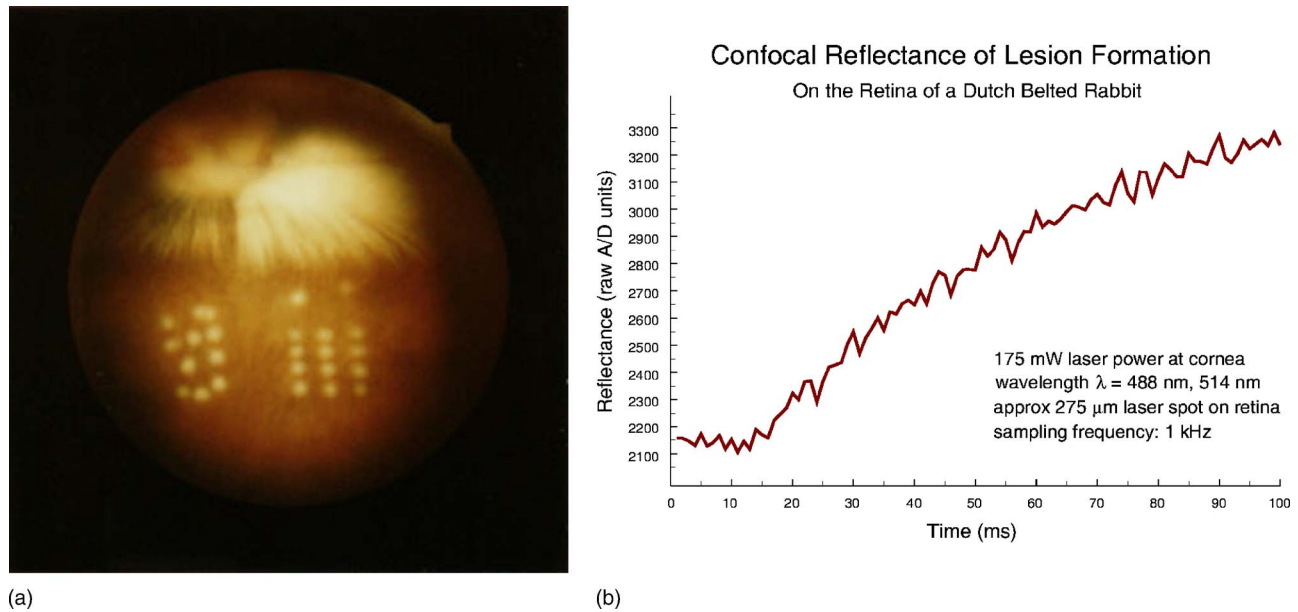 Confocal Reflectance of Lesion Formation
On the Retina of a Dutch Belted Rabbit
Reflectance (raw A/D units)
3300
3200
3100
3000
2900
2800
2700
2600
2500
2400
2300
2200
2100
175 mW laser power at cornea
wavelength λ = 488 nm, 514 nm
approx 275 μm laser spot on retina
sampling frequency: 1 kHz
0 10 20 30 40 50 60 70 80 90 100
Time (ms)
(a) (b)